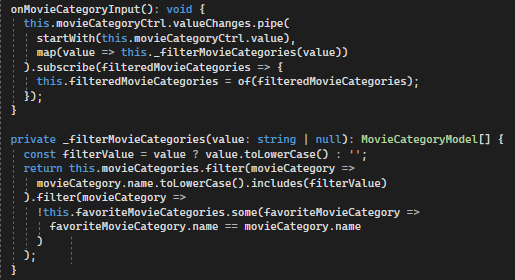 onMovieCategoryInput(): void {
  this.movieCategoryCtrl.valueChanges.pipe(
    startWith(this.movieCategoryCtrl.value),
    map(value => this._filterMovieCategories(value))
  ).subscribe(filteredMovieCategories => {
    this.filteredMovieCategories = of(filteredMovieCategories);
  });
}

private _filterMovieCategories(value: string | null): MovieCategoryModel[] {
  const filterValue = value ? value.toLowerCase() : '';
  return this.movieCategories.filter(movieCategory =>
    movieCategory.name.toLowerCase().includes(filterValue)
  ).filter(movieCategory =>
    !this.favoriteMovieCategories.some(favoriteMovieCategory =>
      favoriteMovieCategory.name == movieCategory.name
    )
  );
}